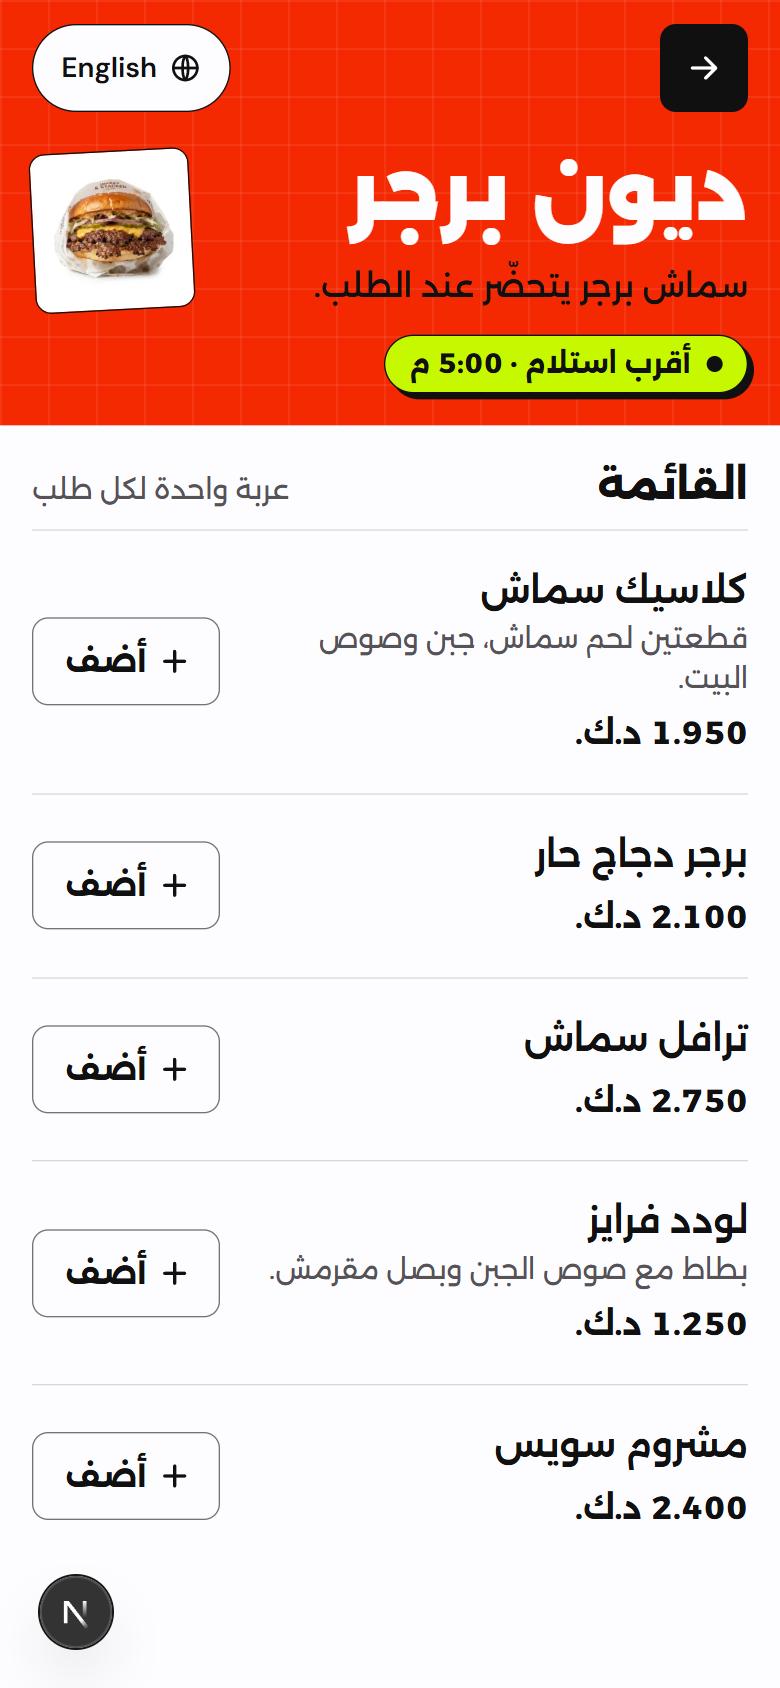 English
ديون برجر
سماش برجر يتحضّر عند الطلب.
أقرب استلام · 5:00 م
القائمة
عربة واحدة لكل طلب
كلاسيك سماش
قطعتين لحم سماش، جبن وصوص
البيت.
1.950 د.ك.
+ أضف
برجر دجاج حار
2.100 د.ك.
+ أضف
ترافل سماش
2.750 د.ك.
+ أضف
لودد فرايز
بطاط مع صوص الجبن وبصل مقرمش.
1.250 د.ك.
+ أضف
مشروم سويس
2.400 د.ك.
+ أضف
N